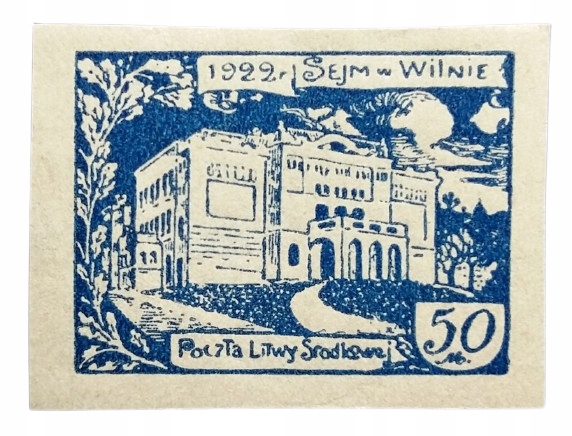 1922.r | SEJM w WILNIE
50
M.
POCZTA LITWY ŚRODKOWEJ